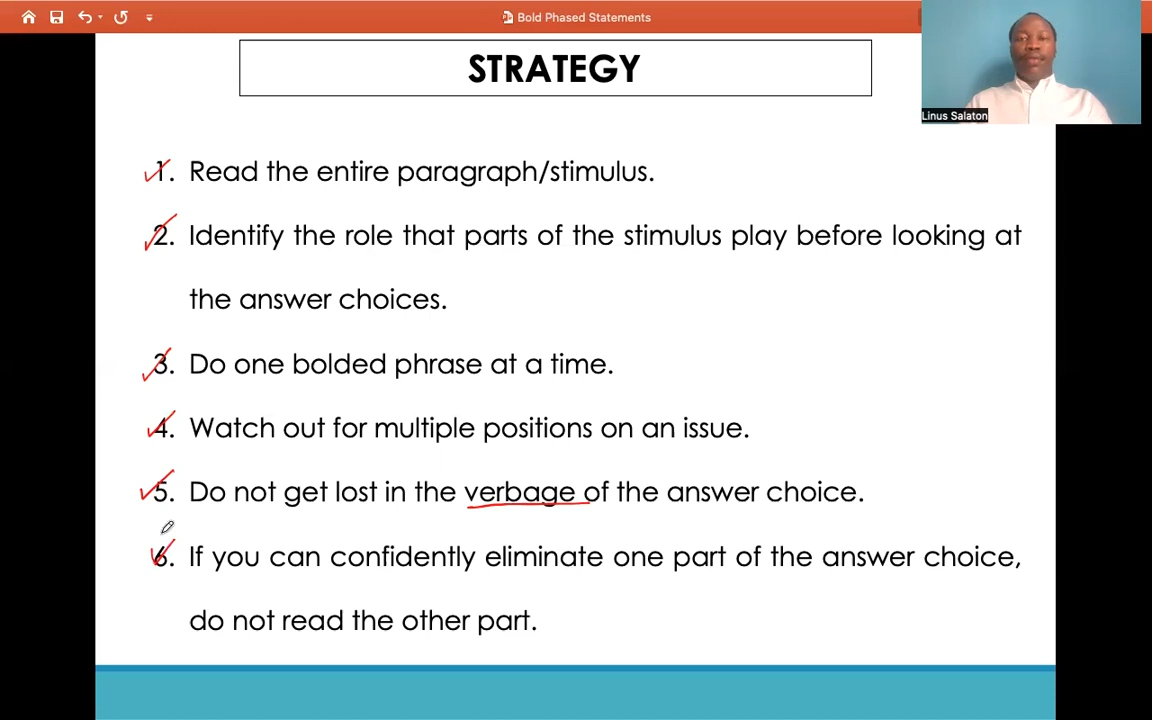 Bold Phased Statements
STRATEGY
Linus Salaton
1. Read the entire paragraph/stimulus.
2. Identify the role that parts of the stimulus play before looking at
the answer choices.
3. Do one bolded phrase at a time.
4. Watch out for multiple positions on an issue.
5. Do not get lost in the verbage of the answer choice.
6. If you can confidently eliminate one part of the answer choice,
do not read the other part.